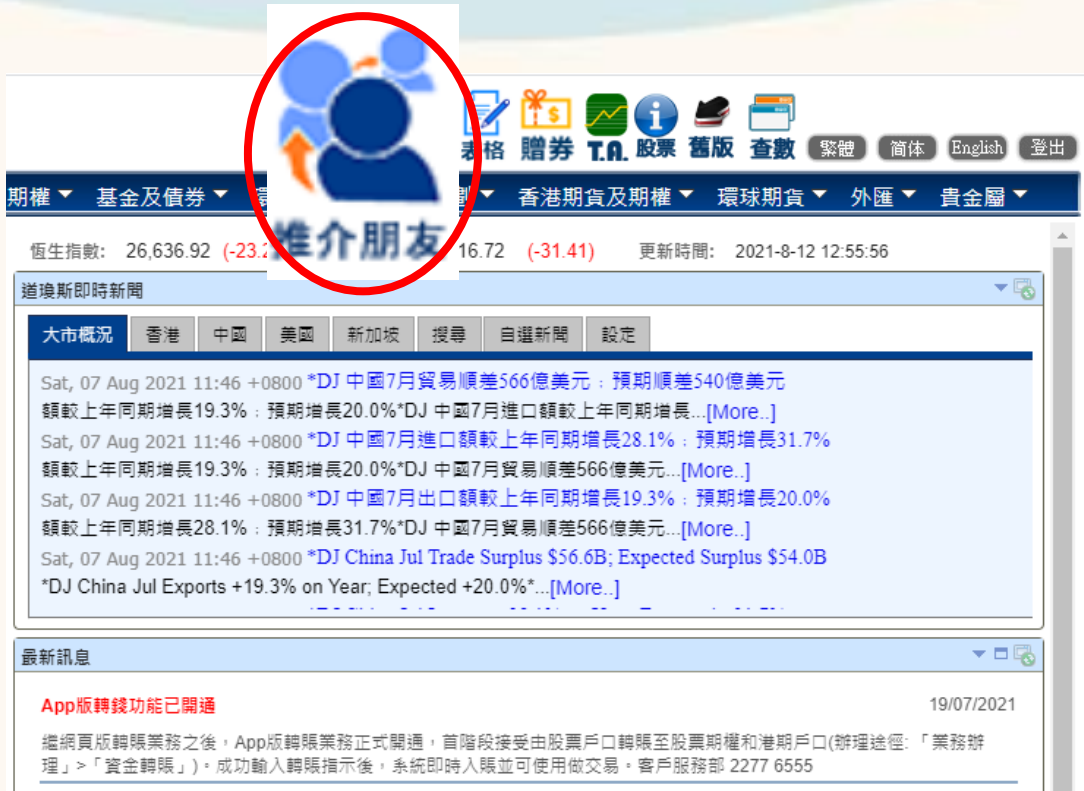 推介朋友
表格 贈券 T.A. 股票 舊版 查數 繁體 简体 English 登出
期權 基金及債券 香港期貨及期權 環球期貨 外匯 貴金屬
恆生指數: 26,636.92 (-23.2 16.72 (-31.41) 更新時間: 2021-8-12 12:55:56
道瓊斯即時新聞
大市概況 香港 中國 美國 新加坡 搜尋 自選新聞 設定
Sat, 07 Aug 2021 11:46 +0800 *DJ 中國7月貿易順差566億美元﹔預期順差540億美元
額較上年同期增長19.3%﹔預期增長20.0%*DJ 中國7月進口額較上年同期增長...[More..]
Sat, 07 Aug 2021 11:46 +0800 *DJ 中國7月進口額較上年同期增長28.1%﹔預期增長31.7%
額較上年同期增長19.3%﹔預期增長20.0%*DJ 中國7月貿易順差566億美元...[More..]
Sat, 07 Aug 2021 11:46 +0800 *DJ 中國7月出口額較上年同期增長19.3%﹔預期增長20.0%
額較上年同期增長28.1%﹔預期增長31.7%*DJ 中國7月貿易順差566億美元...[More..]
Sat, 07 Aug 2021 11:46 +0800 *DJ China Jul Trade Surplus $56.6B; Expected Surplus $54.0B
*DJ China Jul Exports +19.3% on Year; Expected +20.0%*...[More..]
最新訊息
App版轉錢功能已開通 19/07/2021
繼網頁版轉賬業務之後，App版轉賬業務正式開通，首階段接受由股票戶口轉賬至股票期權和港期戶口(辦理途徑:「業務辦
理」>「資金轉賬」)。成功輸入轉賬指示後，系統即時入賬並可使用做交易。客戶服務部 2277 6555